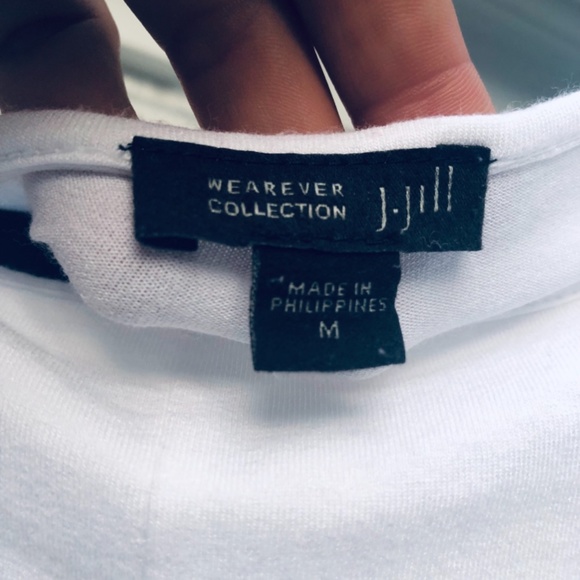 WEAREVER
COLLECTION
J.Jill
MADE IN
PHILIPPINES
M